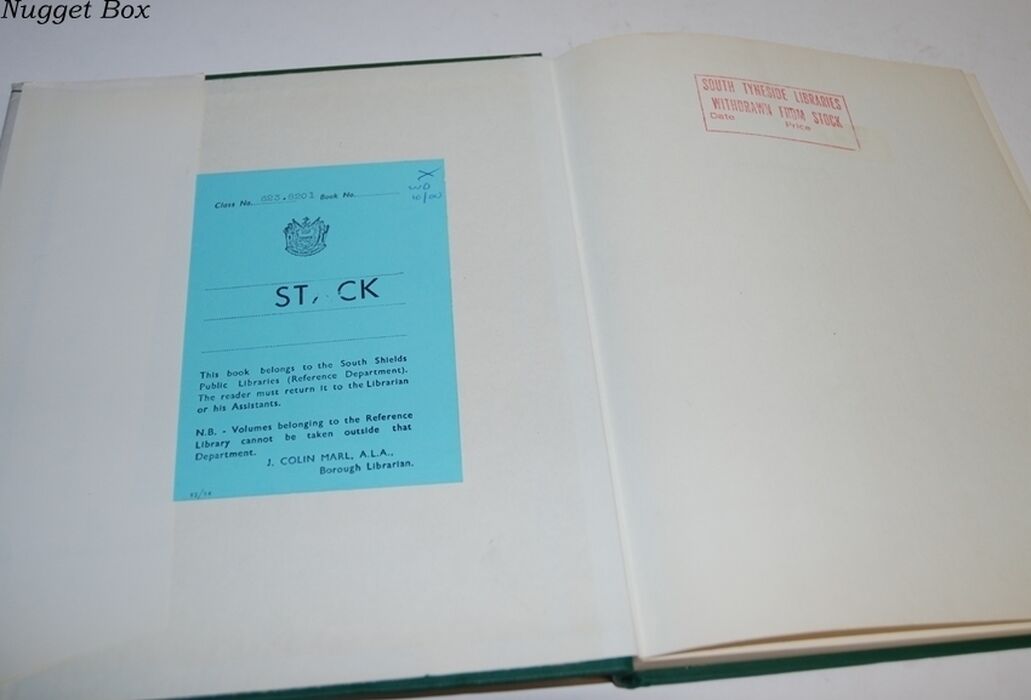 Nugget Box
Class No. 623.8201 Book No.
WD
10/00
ST CK
This book belongs to the South Shields
Public Libraries (Reference Department).
The reader must return it to the Librarian
or his Assistants.
N.B. - Volumes belonging to the Reference
Library cannot be taken outside that
Department.
J. COLIN MARL, A.L.A.,
Borough Librarian.
SOUTH TYNESIDE LIBRARIES
WITHDRAWN FROM STOCK
Date Price